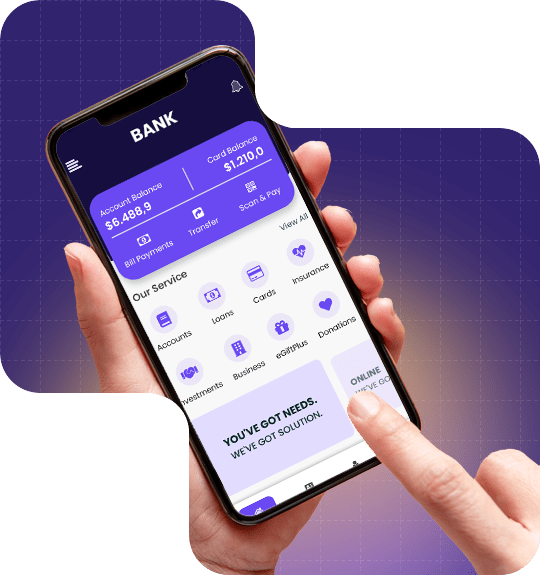 BANK
Account Balance
Card Balance
$6.488,9
$1.210,0
Bill Payments
Transfer
Scan & Pay
Our Service
View All
Accounts
Loans
Cards
Insurance
nvestments
Business
eGiftPlus
Donations
YOU'VE GOT NEEDS.
WE'VE GOT SOLUTION.
ONLINE
WE'VE GO